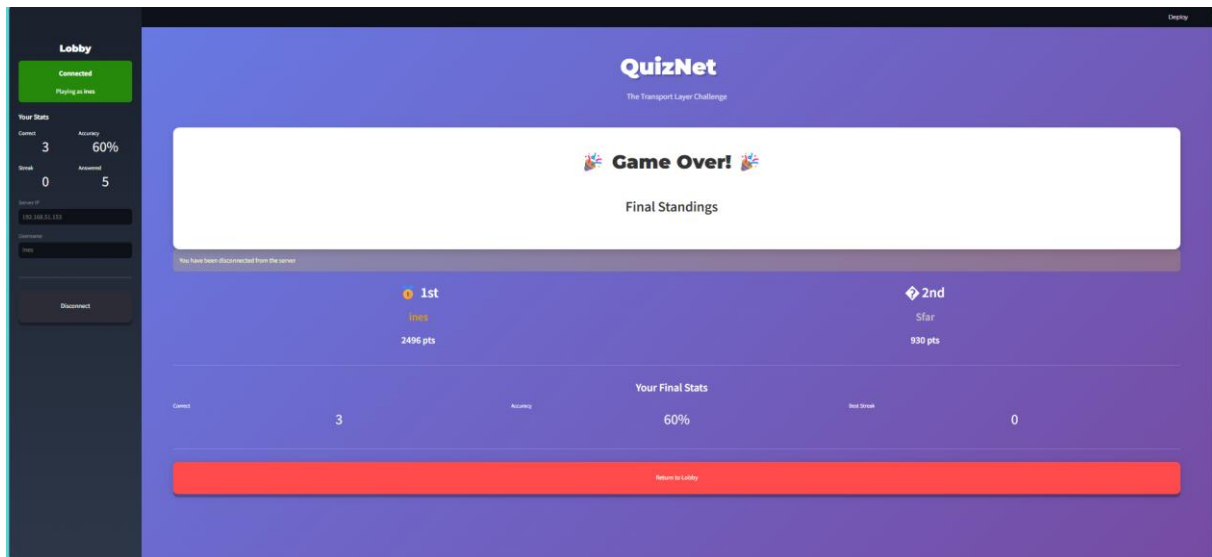 Deploy
Lobby
Connected
Playing as Ines
Your Stats
Correct Accuracy
3 60%
Streak Answered
0 5
Server IP
192.168.51.153
Username
Ines
Disconnect
QuizNet
The Transport Layer Challenge
🎉 Game Over! 🎉
Final Standings
You have been disconnected from the server
🥇 1st
Ines
2496 pts
� 2nd
Sfar
930 pts
Your Final Stats
Correct Accuracy Best Streak
3 60% 0
Return to Lobby